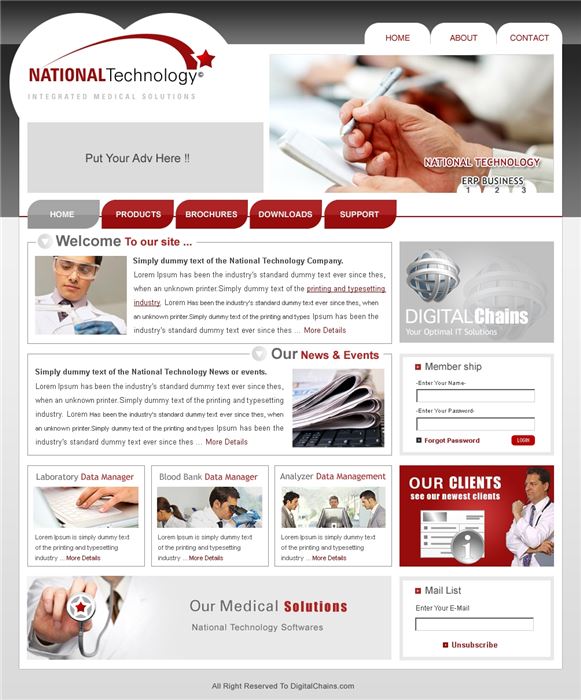 HOME
ABOUT
CONTACT
NATIONALTechnology©
INTEGRATED MEDICAL SOLUTIONS
Put Your Adv Here !!
NATIONAL TECHNOLOGY
ERP BUSINESS
1 2 3
HOME
PRODUCTS
BROCHURES
DOWNLOADS
SUPPORT
Welcome To our site ...
Simply dummy text of the National Technology Company.
Lorem Ipsum has been the industry's standard dummy text ever since thes,
when an unknown printer.Simply dummy text of the printing and typesetting
industry. Lorem Has been the industry's standard dummy text ever since thes, when
an unknown printer.Simply dummy text of the printing and types Lorem Ipsum has
been the industry's standard dummy text ever since thes ... More Details
DIGITALChains
Your Optimal IT Solutions
Our News & Events
Simply dummy text of the National Technology News or events.
Lorem Ipsum has been the industry's standard dummy text ever since thes,
when an unknown printer.Simply dummy text of the printing and typesetting
industry. Lorem Has been the industry's standard dummy text ever since thes, when
an unknown printer.Simply dummy text of the printing and types Lorem Ipsum has
been the industry's standard dummy text ever since thes ... More Details
Member ship
-Enter Your Name-
-Enter Your Password-
Forgot Password
LOGIN
Laboratory Data Manager
Lorem Ipsum is simply dummy text
of the printing and typesetting
industry ... More Details
Blood Bank Data Manager
Lorem Ipsum is simply dummy text
of the printing and typesetting
industry ... More Details
Analyzer Data Management
Lorem Ipsum is simply dummy text
of the printing and typesetting
industry ... More Details
OUR CLIENTS
see our newest clients
i
Our Medical Solutions
National Technology Softwares
Mail List
Enter Your E-Mail
Unsubscribe
All Right Reserved To DigitalChains.com